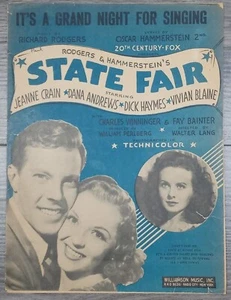 IT'S A GRAND NIGHT FOR SINGING
RICHARD RODGERS
OSCAR HAMMERSTEIN 2ND
20TH CENTURY-FOX
RODGERS & HAMMERSTEIN'S
STATE FAIR
STARRING
JEANNE CRAIN • DANA ANDREWS • DICK HAYMES • VIVIAN BLAINE
CHARLES WINNINGER & FAY BAINTER
WILLIAM PERLBERG
WALTER LANG
TECHNICOLOR
WILLIAMSON MUSIC, INC.